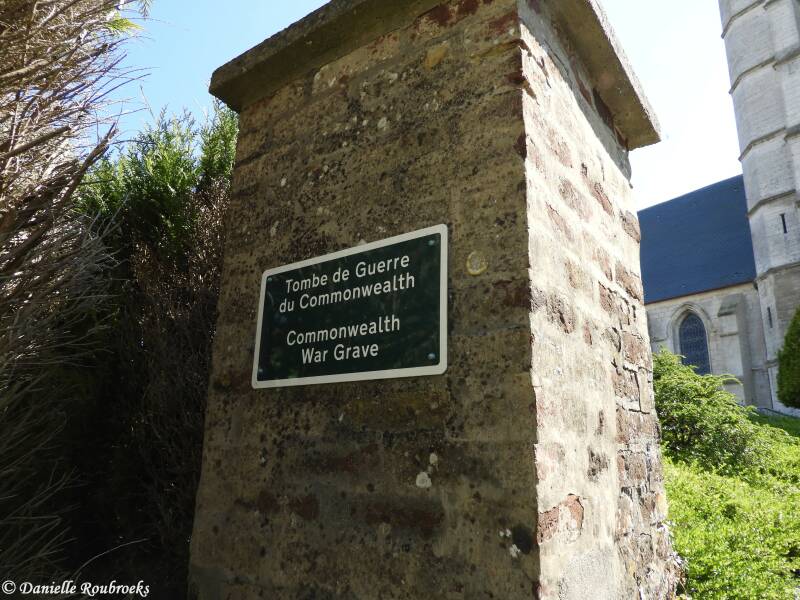 Tombe de Guerre
du Commonwealth
Commonwealth
War Grave
© Danielle Roubroeks